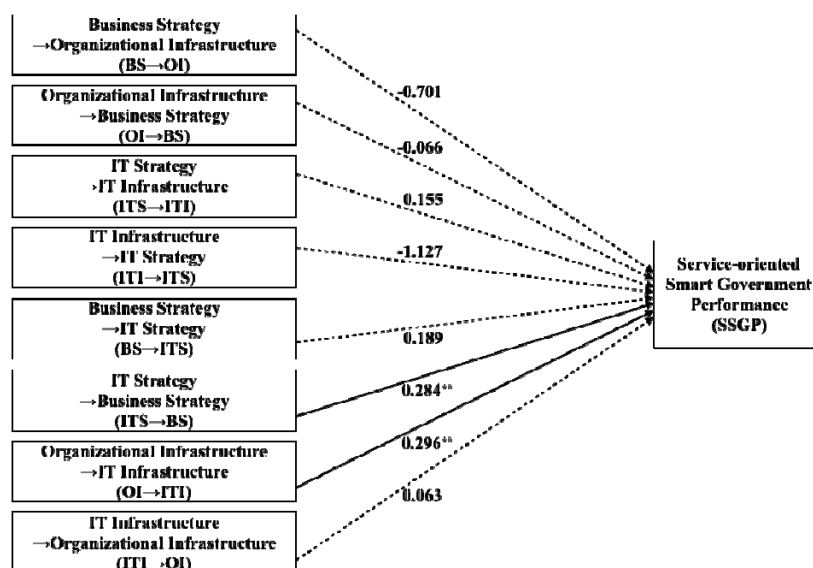 Business Strategy
→Organizational Infrastructure
(BS→OI)
Organizational Infrastructure
→Business Strategy
(OI→BS)
IT Strategy
→IT Infrastructure
(ITS→ITI)
IT Infrastructure
→IT Strategy
(ITI→ITS)
Business Strategy
→IT Strategy
(BS→ITS)
IT Strategy
→Business Strategy
(ITS→BS)
Organizational Infrastructure
→IT Infrastructure
(OI→ITI)
IT Infrastructure
→Organizational Infrastructure
(ITI→OI)
-0.701
-0.066
0.155
-1.127
0.189
0.284**
0.296**
0.063
Service-oriented
Smart Government
Performance
(SSGP)